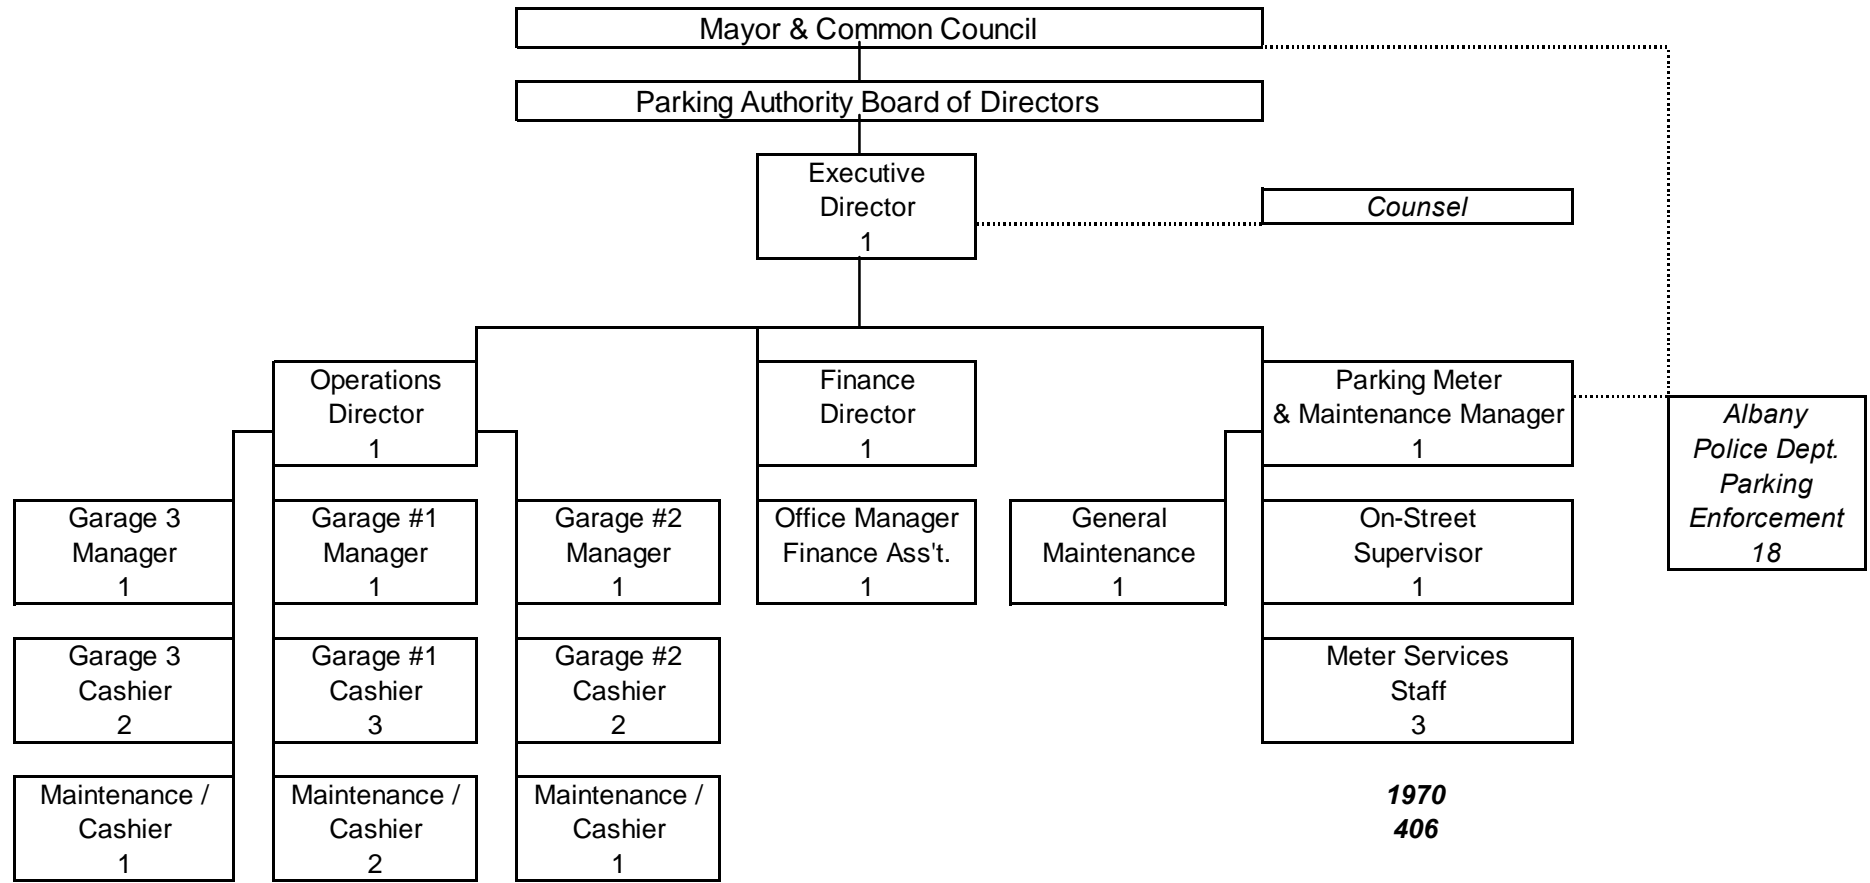 Mayor & Common Council
Parking Authority Board of Directors
Executive
Director
1
Counsel
Operations
Director
1
Finance
Director
1
Parking Meter
& Maintenance Manager
1
Albany
Police Dept.
Parking
Enforcement
18
Garage 3
Manager
1
Garage #1
Manager
1
Garage #2
Manager
1
Office Manager
Finance Ass't.
1
General
Maintenance
1
On-Street
Supervisor
1
Garage 3
Cashier
2
Garage #1
Cashier
3
Garage #2
Cashier
2
Meter Services
Staff
3
Maintenance /
Cashier
1
Maintenance /
Cashier
2
Maintenance /
Cashier
1
1970
406